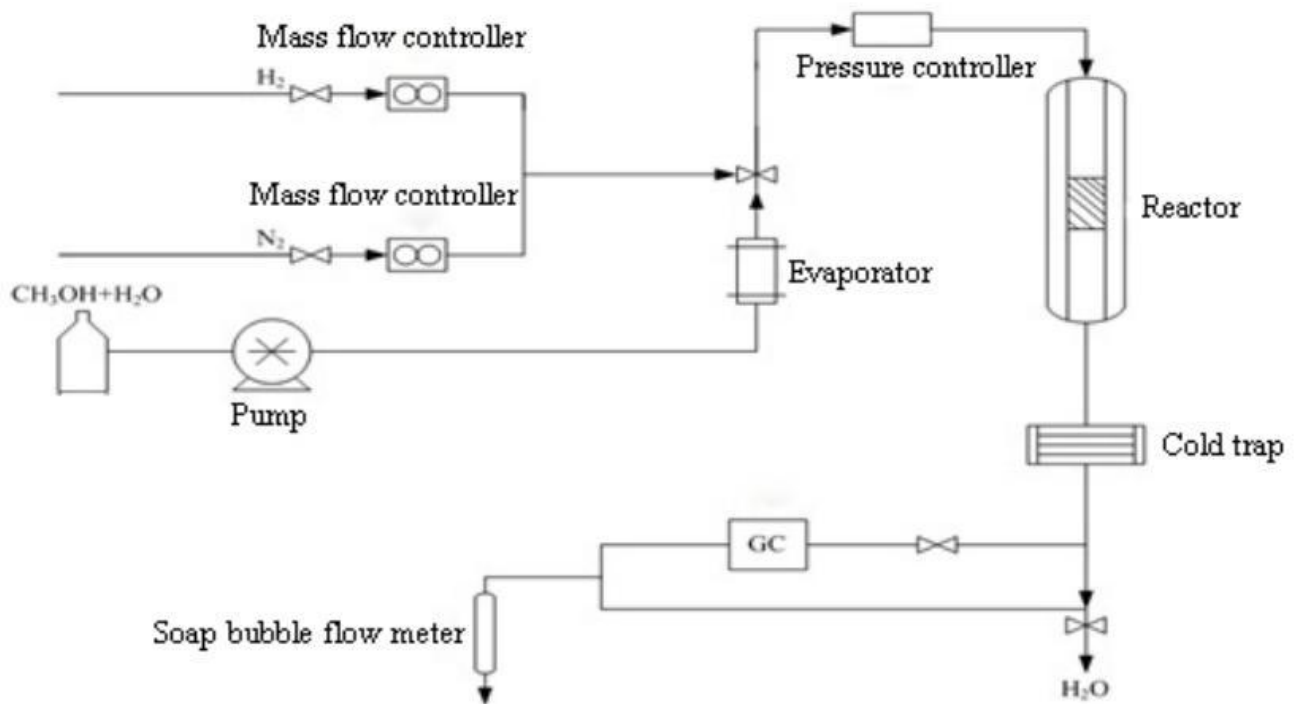 Mass flow controller
H₂
Pressure controller
Mass flow controller
Reactor
N₂
Evaporator
CH₃OH+H₂O
Pump
Cold trap
GC
Soap bubble flow meter
H₂O